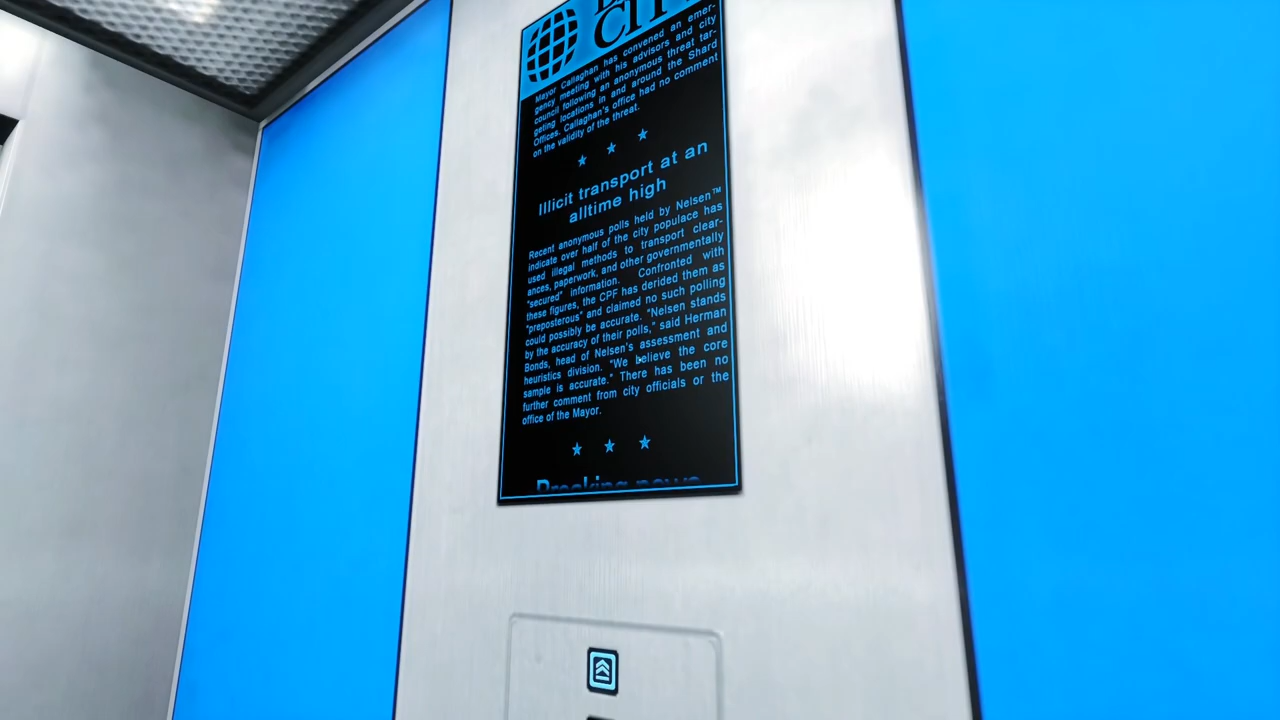 CITY
Mayor Callaghan has convened an emer-
gency meeting with his advisors and city
council following an anonymous threat tar-
geting locations in and around the Shard
Offices. Callaghan's office had no comment
on the validity of the threat.
Illicit transport at an
alltime high
Recent anonymous polls held by Nelsen™
indicate over half of the city populace has
used illegal methods to transport clear-
ances, paperwork, and other governmentally
"secured" information. Confronted with
these figures, the CPF has derided them as
"preposterous" and claimed no such polling
could possibly be accurate. "Nelsen stands
by the accuracy of their polls," said Herman
Bonds, head of Nelsen's assessment and
heuristics division. "We believe the core
sample is accurate." There has been no
further comment from city officials or the
office of the Mayor.
Breaking news